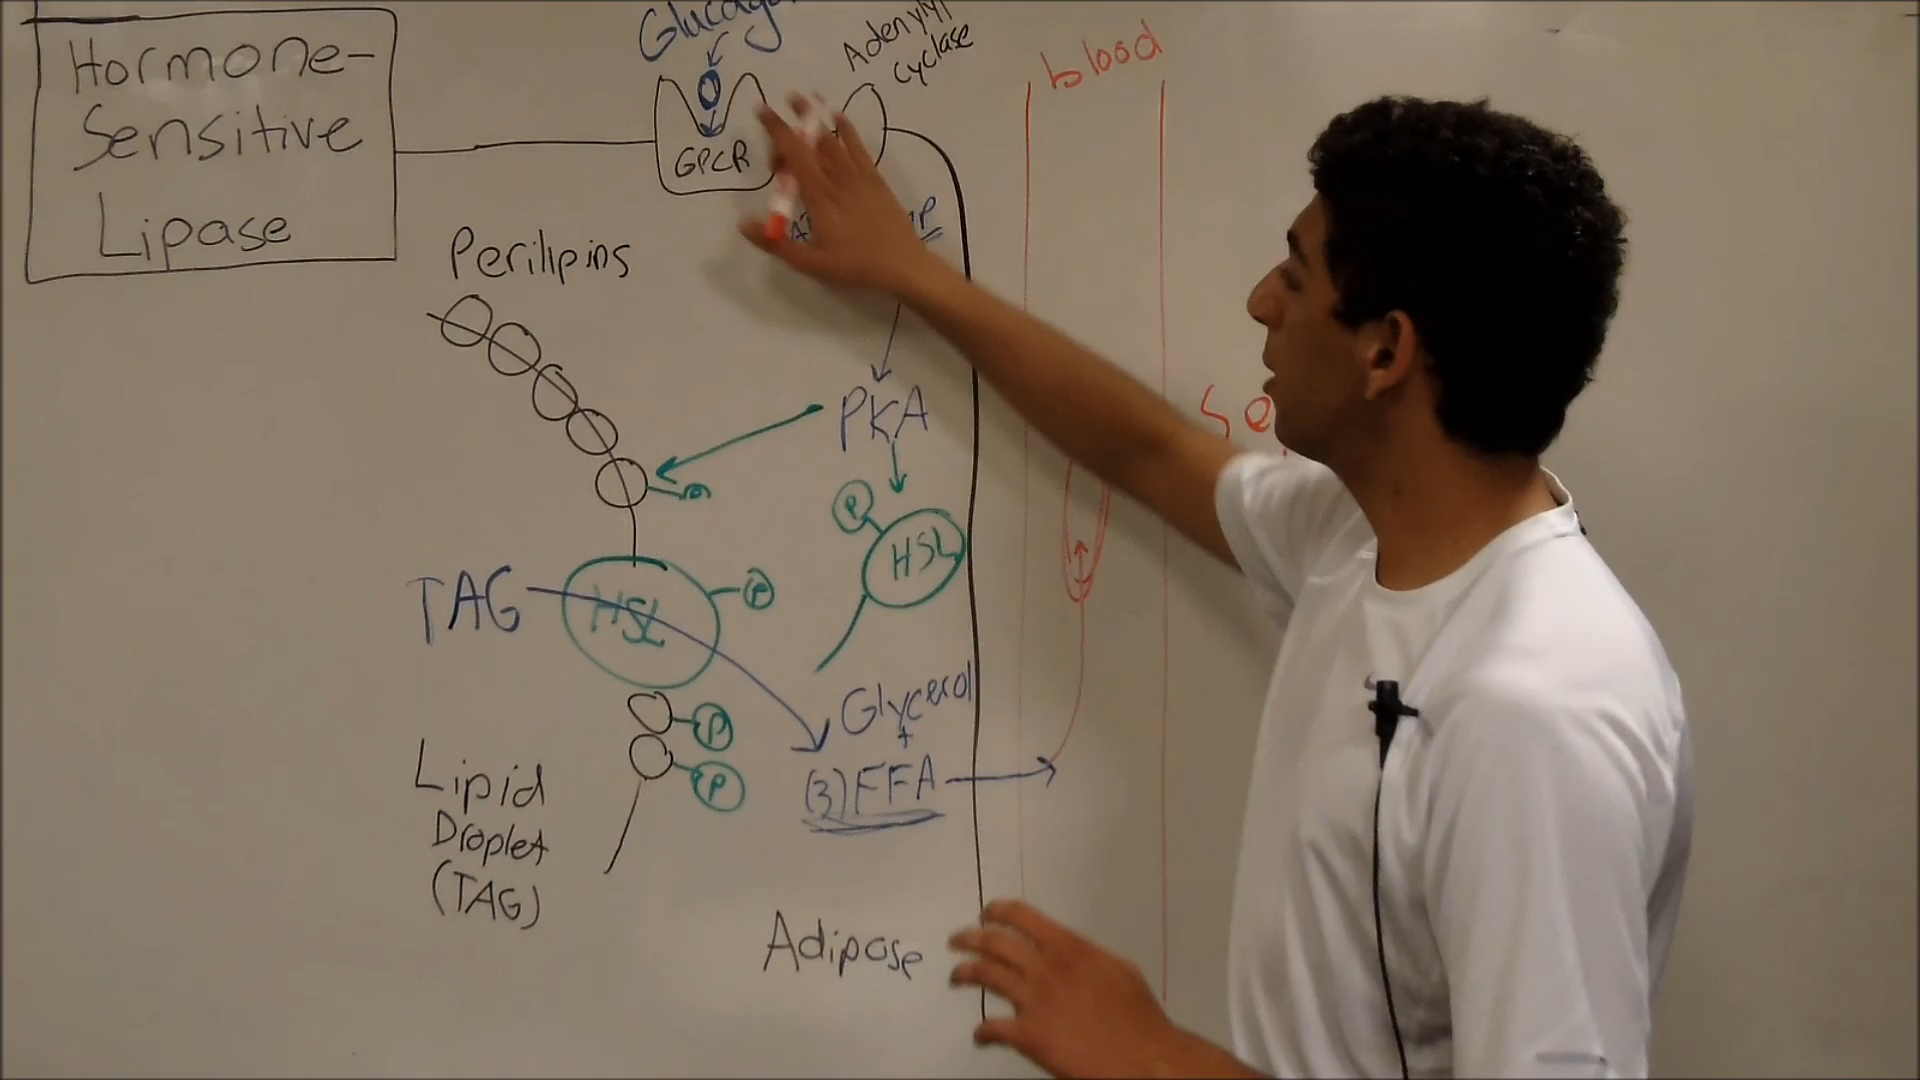 Hormone-
Sensitive
Lipase
GPCR
Adenylyl
cyclase
blood
Perilipins
PKA
P
HSL
TAG
HSL
P
Glycerol
+
(3) FFA
P
P
Lipid
Droplet
(TAG)
Adipose